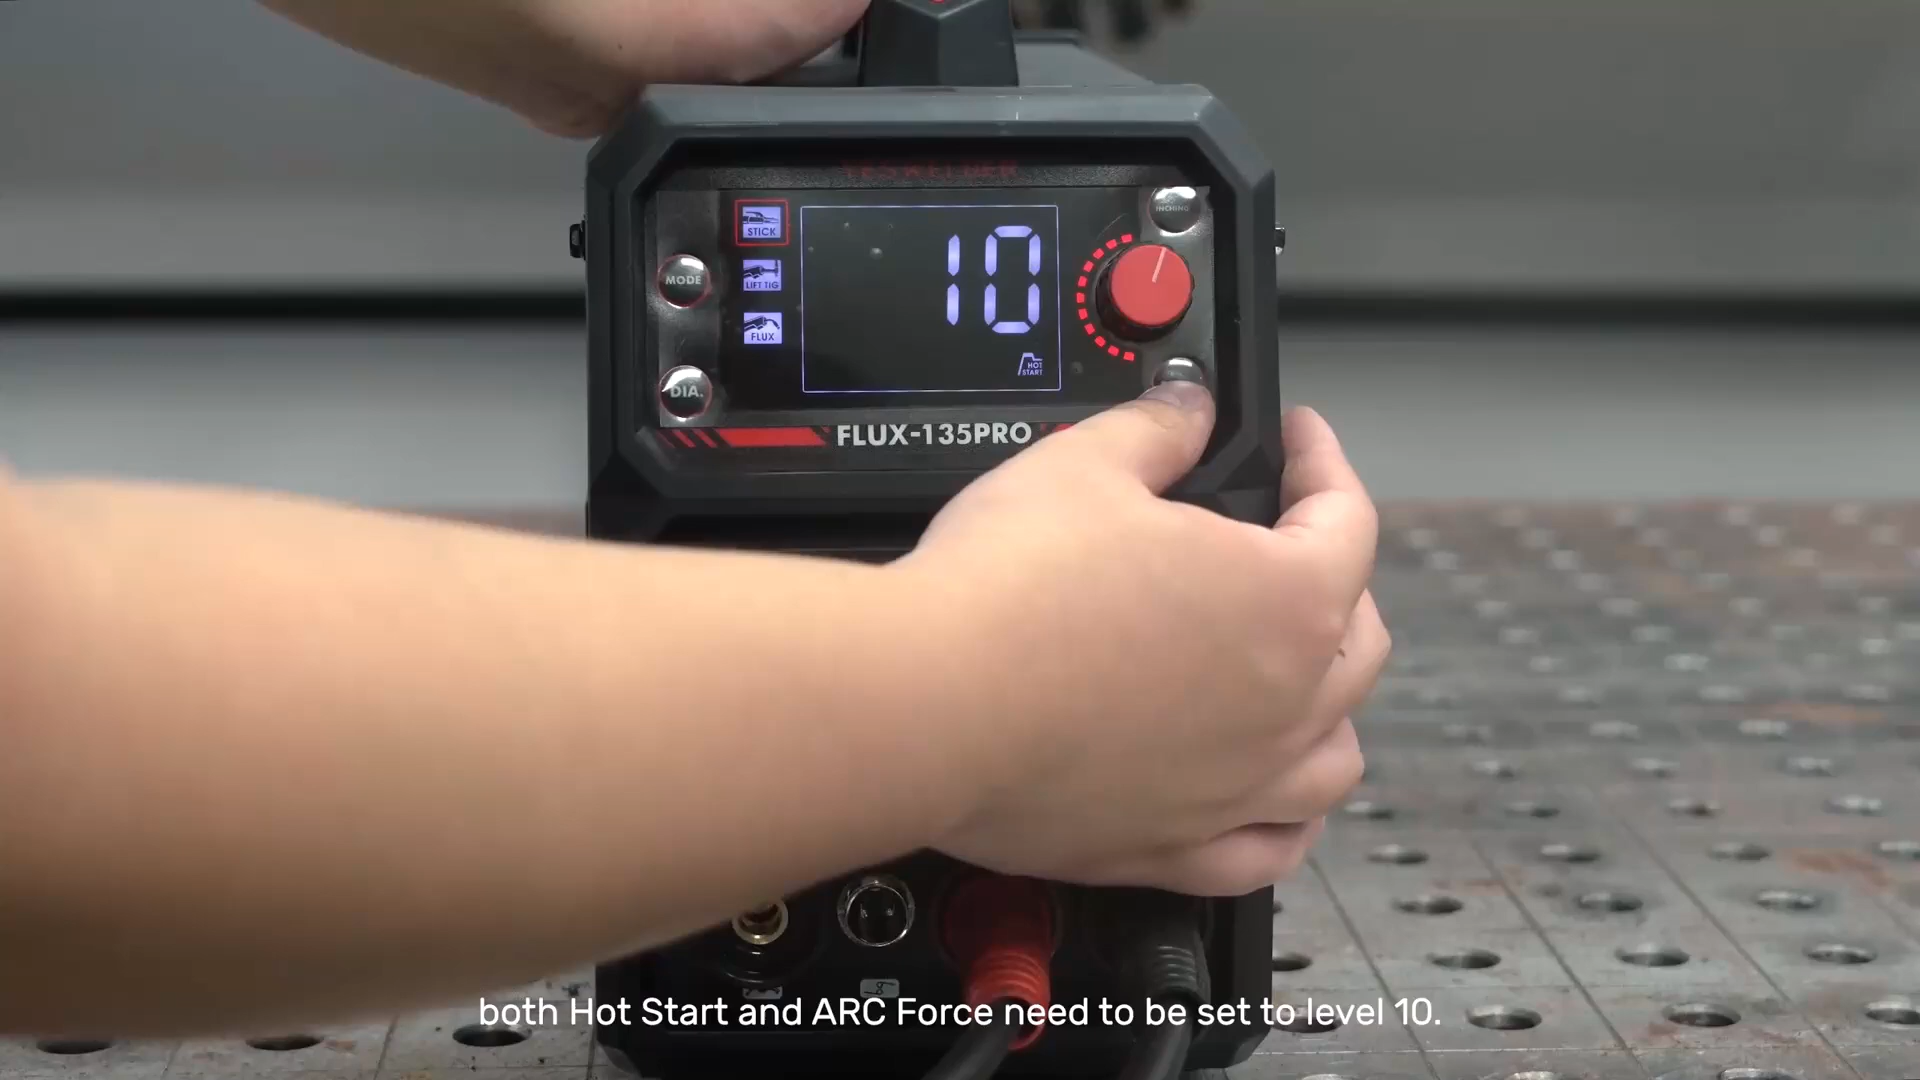 YESWELDER
STICK
INCHING
MODE
LIFT TIG
10
FLUX
HOT
START
DIA.
FLUX-135PRO
both Hot Start and ARC Force need to be set to level 10.